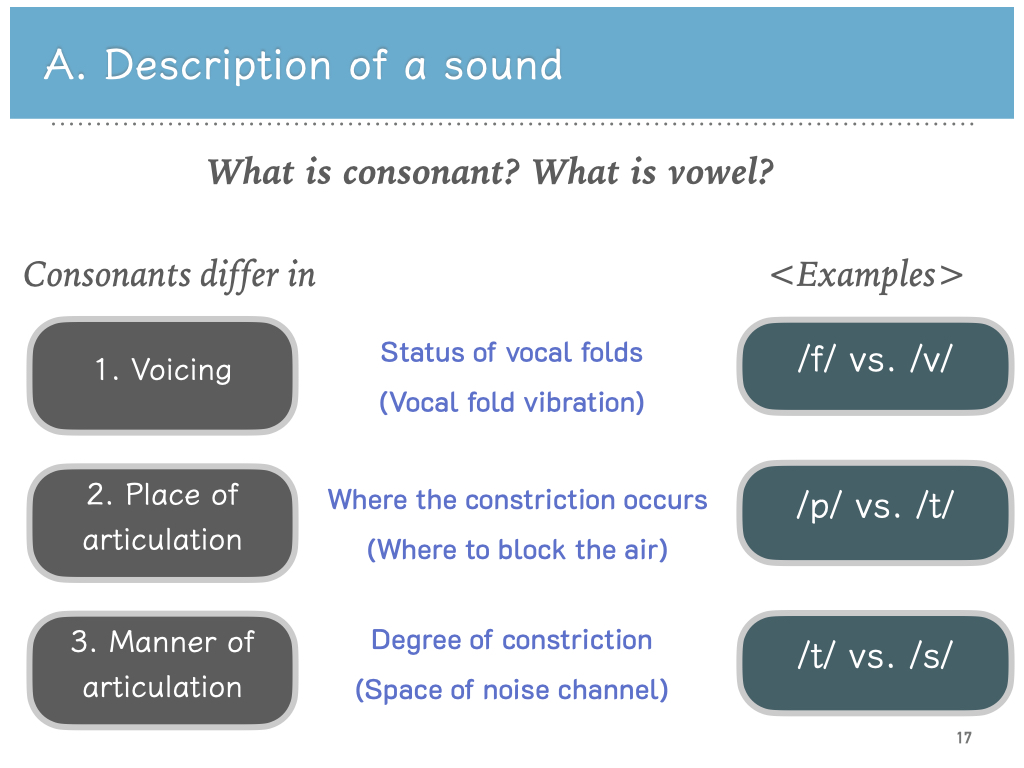 A. Description of a sound
What is consonant? What is vowel?
Consonants differ in
<Examples>
1. Voicing
Status of vocal folds
(Vocal fold vibration)
/f/ vs. /v/
2. Place of
articulation
Where the constriction occurs
(Where to block the air)
/p/ vs. /t/
3. Manner of
articulation
Degree of constriction
(Space of noise channel)
/t/ vs. /s/
17